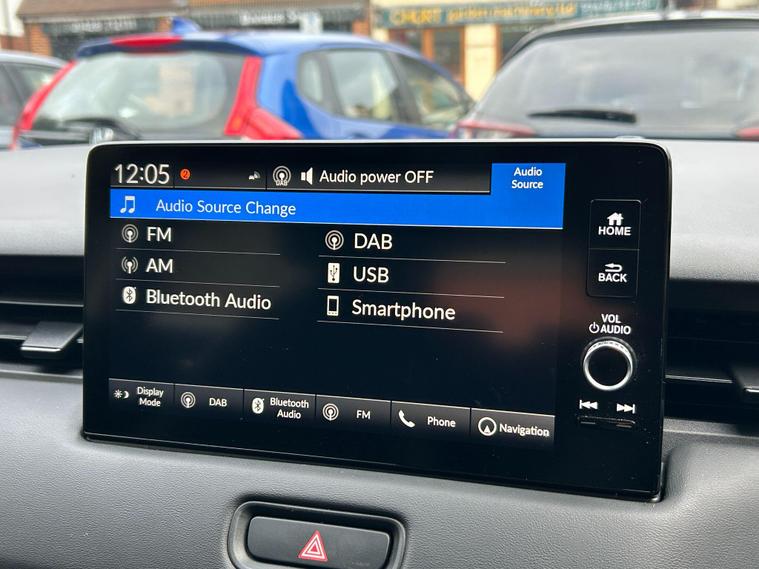 12:05
2
DAB
Audio power OFF
Audio
Source
Audio Source Change
FM
DAB
AM
USB
Bluetooth Audio
Smartphone
Display
Mode
DAB
Bluetooth
Audio
FM
Phone
Navigation
HOME
BACK
VOL
AUDIO